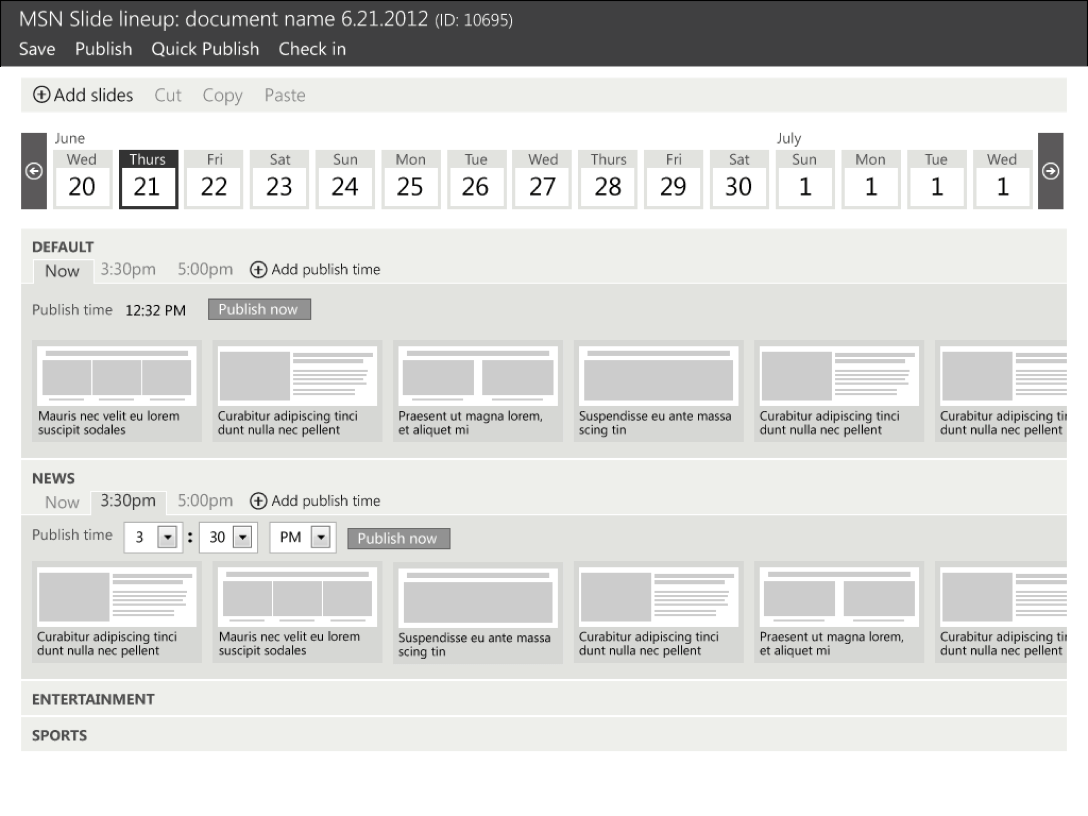 MSN Slide lineup: document name 6.21.2012 (ID: 10695)
Save Publish Quick Publish Check in
Add slides Cut Copy Paste
June July
Wed Thurs Fri Sat Sun Mon Tue Wed Thurs Fri Sat Sun Mon Tue Wed
20 21 22 23 24 25 26 27 28 29 30 1 1 1 1
DEFAULT
Now 3:30pm 5:00pm Add publish time
Publish time 12:32 PM Publish now
Mauris nec velit eu lorem
suscipit sodales
Curabitur adipiscing tinci
dunt nulla nec pellent
Praesent ut magna lorem,
et aliquet mi
Suspendisse eu ante massa
scing tin
Curabitur adipiscing tinci
dunt nulla nec pellent
Curabitur adipiscing tin
dunt nulla nec pellent
NEWS
Now 3:30pm 5:00pm Add publish time
Publish time 3 : 30 PM Publish now
Curabitur adipiscing tinci
dunt nulla nec pellent
Mauris nec velit eu lorem
suscipit sodales
Suspendisse eu ante massa
scing tin
Curabitur adipiscing tinci
dunt nulla nec pellent
Praesent ut magna lorem,
et aliquet mi
Curabitur adipiscing tin
dunt nulla nec pellent
ENTERTAINMENT
SPORTS